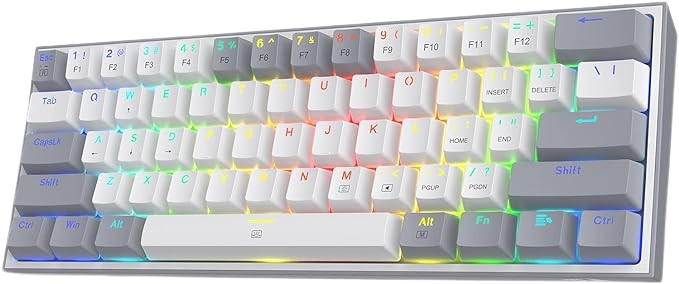 Esc 1 ! F1 2 @ F2 3 # F3 4 $ F4 5 % F5 6 ^ F6 7 & F7 8 * F8 9 ( F9 0 ) F10 - _ F11 = + F12 ←
Tab Q W E R T Y U I O P [ { INSERT ] } DELETE \ |
CapsLk A S D F G H J K L ; : HOME ' " END
Shift Z X C V B N M , < . > PGUP / ? PGDN Shift
Ctrl Win Alt Alt M Fn Ctrl